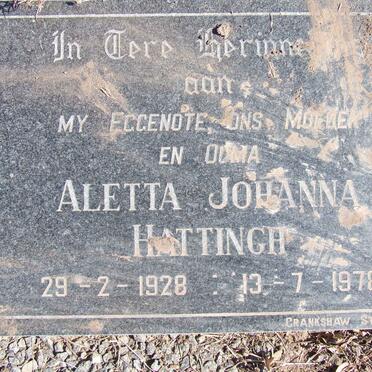 In Tere Herinnering
aan
MY EGGENOTE, ONS MOEDER
EN OUMA
ALETTA JOHANNA
HATTINGH
29-2-1928 13-7-1978
CRANKSHAW